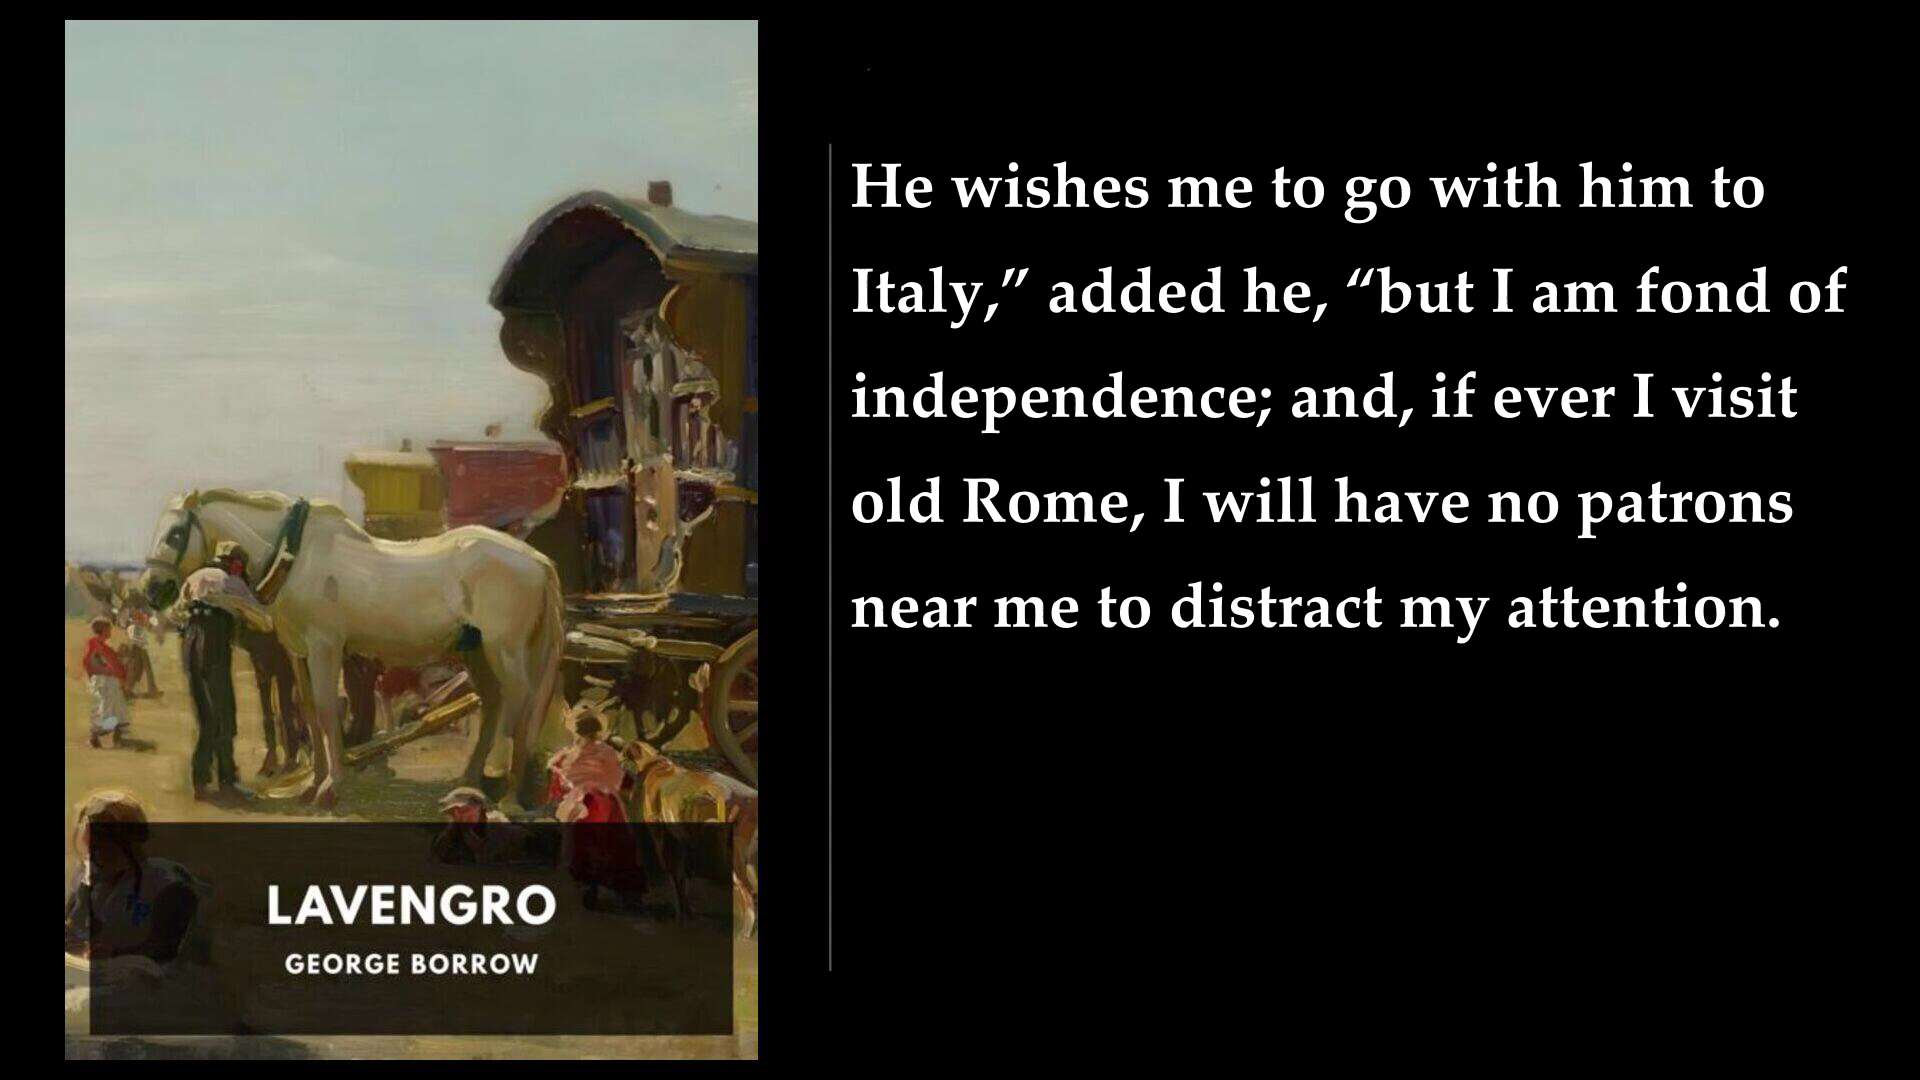 He wishes me to go with him to
Italy,” added he, “but I am fond of
independence; and, if ever I visit
old Rome, I will have no patrons
near me to distract my attention.
LAVENGRO
GEORGE BORROW